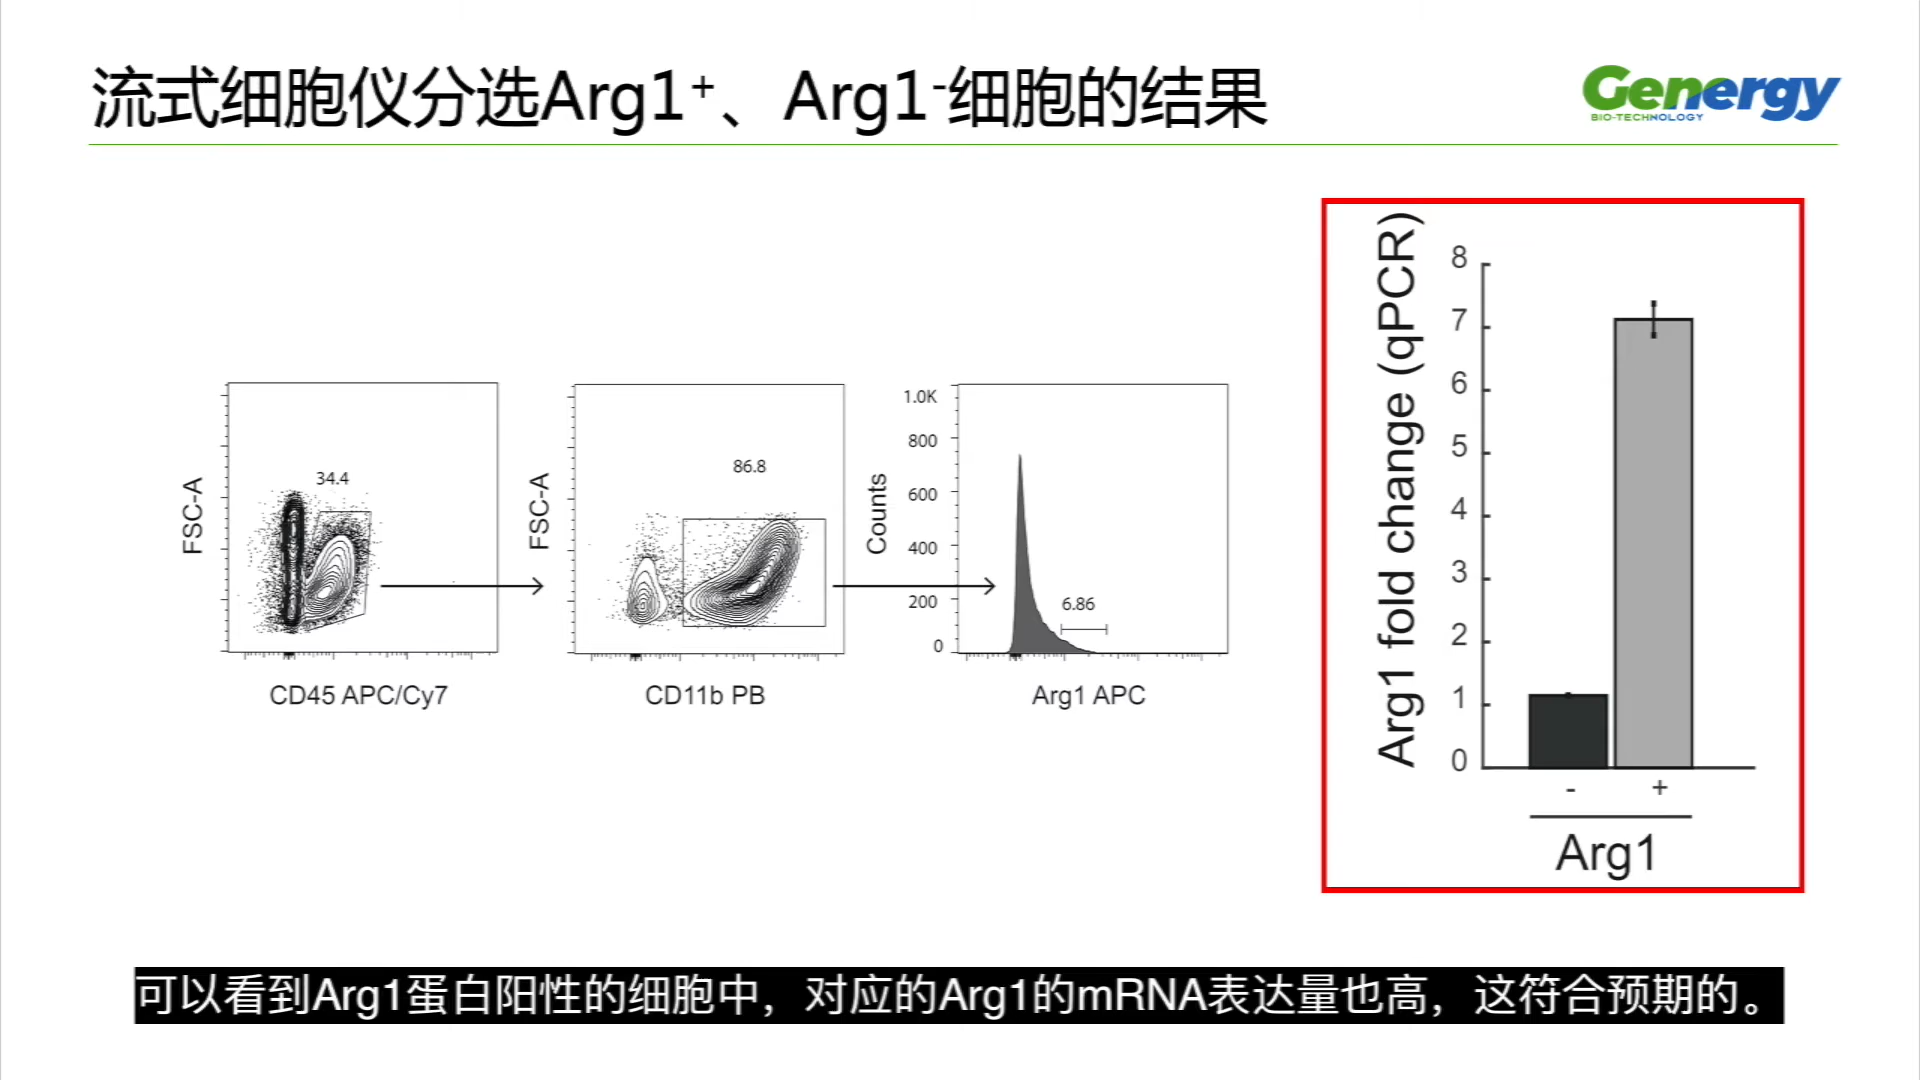 流式细胞仪分选Arg1⁺、Arg1⁻细胞的结果
Genergy
BIO-TECHNOLOGY
FSC-A
34.4
CD45 APC/Cy7
FSC-A
86.8
CD11b PB
Counts
1.0K
800
600
400
200
0
6.86
Arg1 APC
Arg1 fold change (qPCR)
8
7
6
5
4
3
2
1
0
- +
Arg1
可以看到Arg1蛋白阳性的细胞中，对应的Arg1的mRNA表达量也高，这符合预期的。